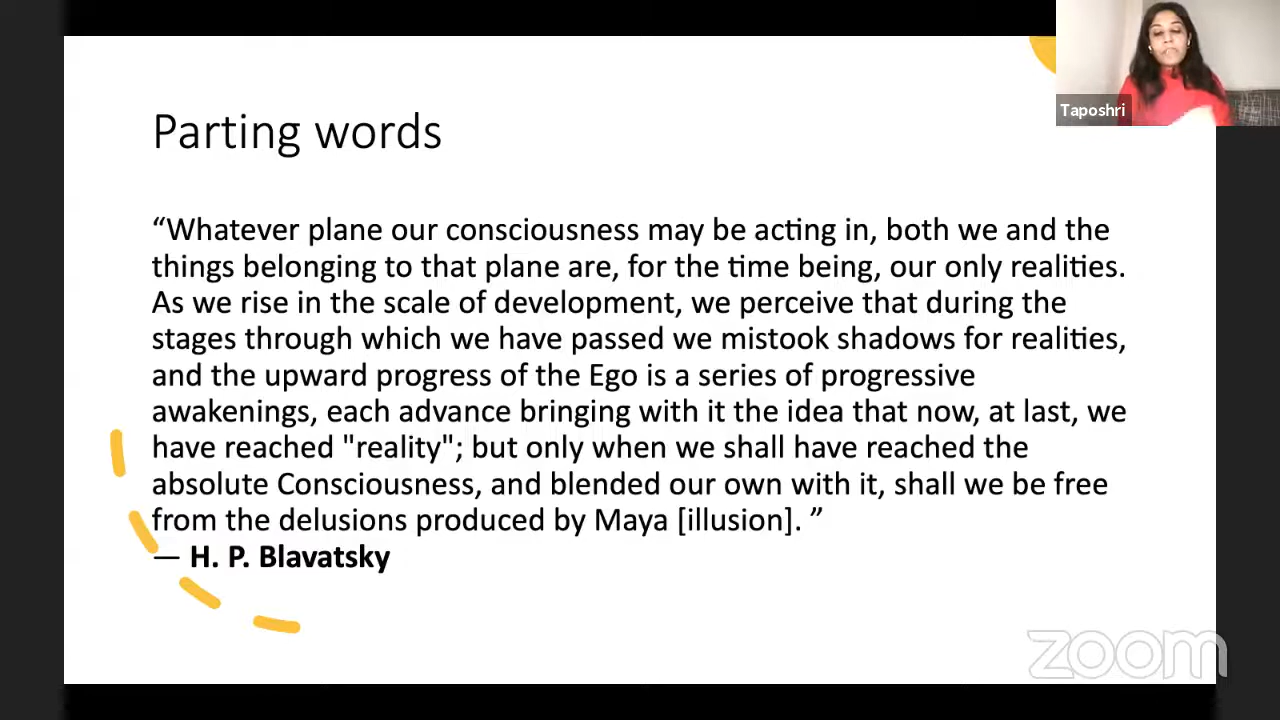 Taposhri
Parting words
“Whatever plane our consciousness may be acting in, both we and the
things belonging to that plane are, for the time being, our only realities.
As we rise in the scale of development, we perceive that during the
stages through which we have passed we mistook shadows for realities,
and the upward progress of the Ego is a series of progressive
awakenings, each advance bringing with it the idea that now, at last, we
have reached "reality"; but only when we shall have reached the
absolute Consciousness, and blended our own with it, shall we be free
from the delusions produced by Maya [illusion]. ”
— H. P. Blavatsky
zoom